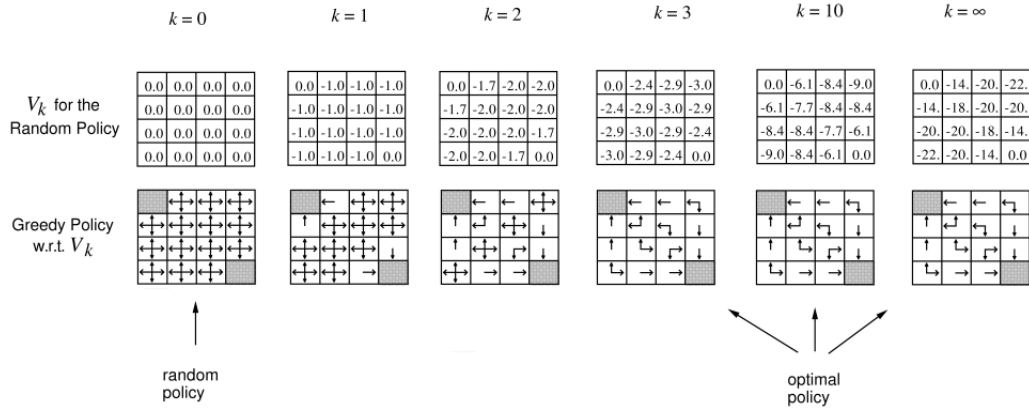 k = 0 k = 1 k = 2 k = 3 k = 10 k = ∞
V_k for the
Random Policy
0.0 0.0 0.0 0.0
0.0 0.0 0.0 0.0
0.0 0.0 0.0 0.0
0.0 0.0 0.0 0.0
0.0 -1.0 -1.0 -1.0
-1.0 -1.0 -1.0 -1.0
-1.0 -1.0 -1.0 -1.0
-1.0 -1.0 -1.0 0.0
0.0 -1.7 -2.0 -2.0
-1.7 -2.0 -2.0 -2.0
-2.0 -2.0 -2.0 -1.7
-2.0 -2.0 -1.7 0.0
0.0 -2.4 -2.9 -3.0
-2.4 -2.9 -3.0 -2.9
-2.9 -3.0 -2.9 -2.4
-3.0 -2.9 -2.4 0.0
0.0 -6.1 -8.4 -9.0
-6.1 -7.7 -8.4 -8.4
-8.4 -8.4 -7.7 -6.1
-9.0 -8.4 -6.1 0.0
0.0 -14. -20. -22.
-14. -18. -20. -20.
-20. -20. -18. -14.
-22. -20. -14. 0.0
Greedy Policy
w.r.t. V_k
random
policy
optimal
policy